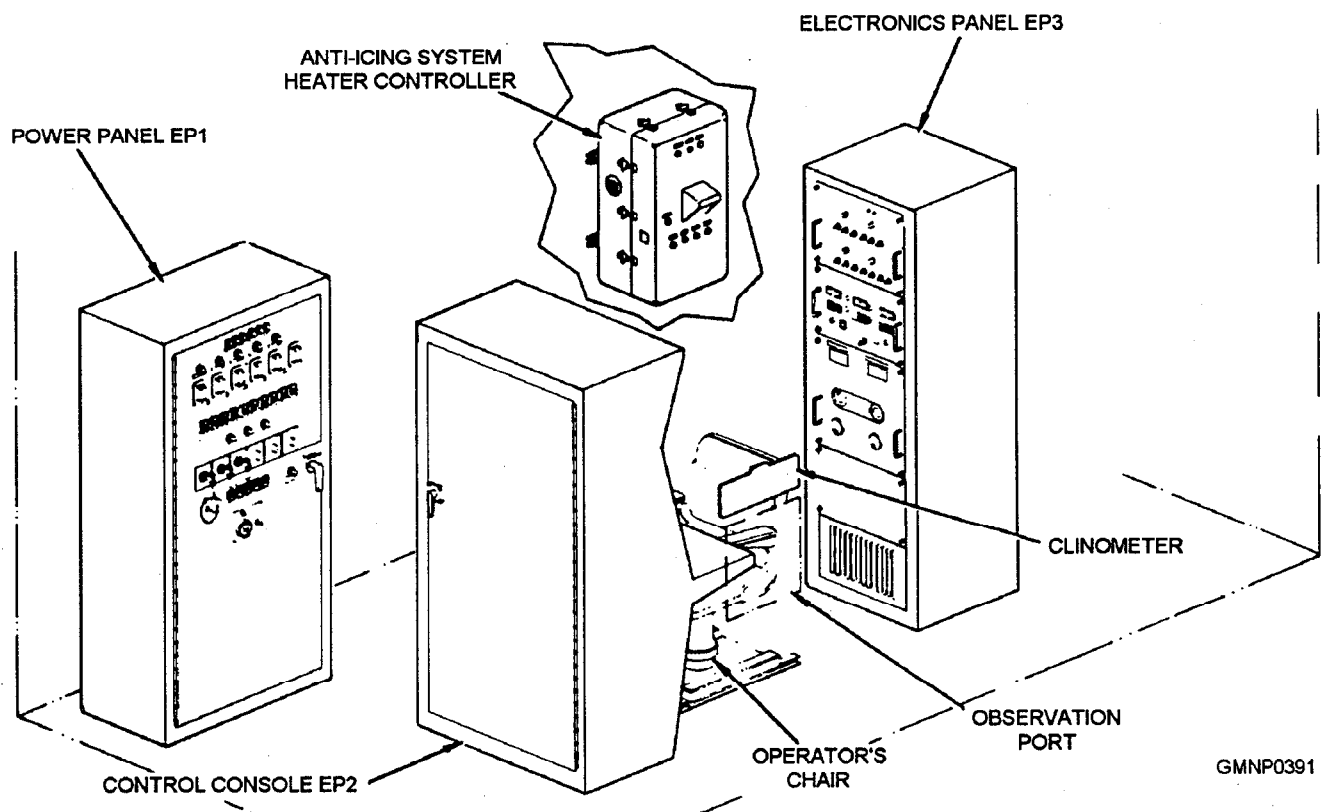 ELECTRONICS PANEL EP3
ANTI-ICING SYSTEM
HEATER CONTROLLER
POWER PANEL EP1
CLINOMETER
OBSERVATION
PORT
OPERATOR'S
CHAIR
CONTROL CONSOLE EP2
GMNP0391